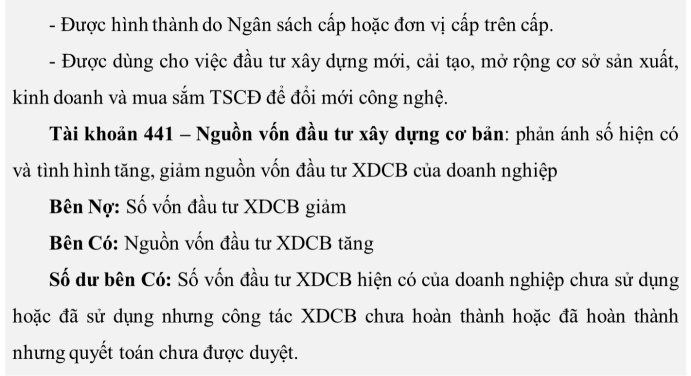 - Được hình thành do Ngân sách cấp hoặc đơn vị cấp trên cấp.
- Được dùng cho việc đầu tư xây dựng mới, cải tạo, mở rộng cơ sở sản xuất,
kinh doanh và mua sắm TSCĐ để đổi mới công nghệ.
Tài khoản 441 – Nguồn vốn đầu tư xây dựng cơ bản: phản ánh số hiện có
và tình hình tăng, giảm nguồn vốn đầu tư XDCB của doanh nghiệp
Bên Nợ: Số vốn đầu tư XDCB giảm
Bên Có: Nguồn vốn đầu tư XDCB tăng
Số dư bên Có: Số vốn đầu tư XDCB hiện có của doanh nghiệp chưa sử dụng
hoặc đã sử dụng nhưng công tác XDCB chưa hoàn thành hoặc đã hoàn thành
nhưng quyết toán chưa được duyệt.